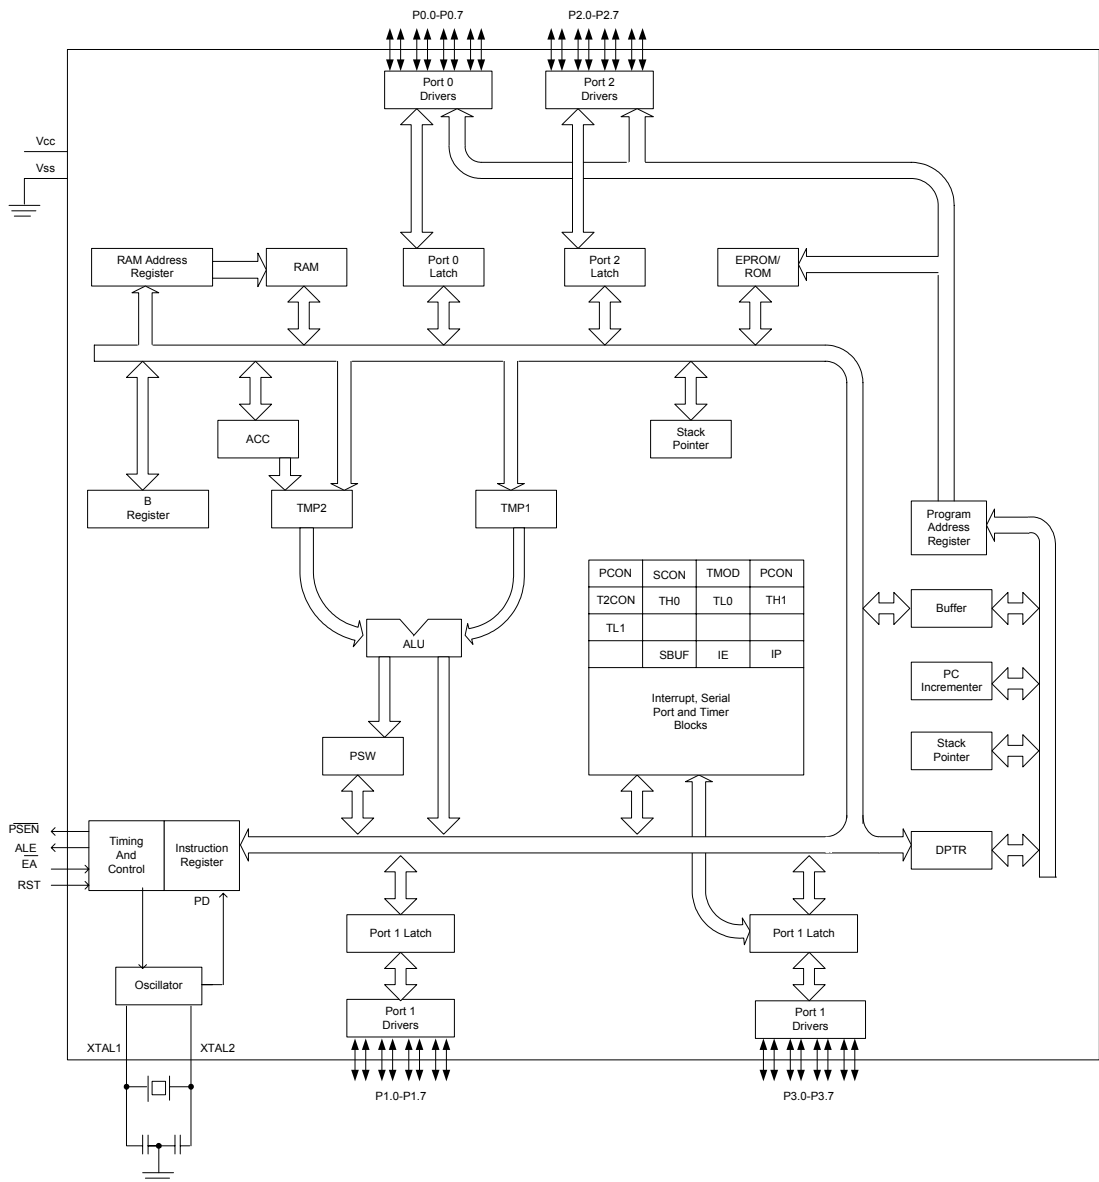 P0.0-P0.7
P2.0-P2.7
Port 0
Drivers
Port 2
Drivers
Vcc
Vss
RAM Address
Register
RAM
Port 0
Latch
Port 2
Latch
EPROM/
ROM
ACC
Stack
Pointer
B
Register
TMP2
TMP1
Program
Address
Register
PCON SCON TMOD PCON
T2CON TH0 TL0 TH1
TL1
SBUF IE IP
Interrupt, Serial
Port and Timer
Blocks
Buffer
ALU
PC
Incrementer
PSW
Stack
Pointer
PSEN
ALE
EA
RST
Timing
And
Control
Instruction
Register
DPTR
PD
Port 1 Latch
Port 1 Latch
Oscillator
Port 1
Drivers
Port 1
Drivers
XTAL1
XTAL2
P1.0-P1.7
P3.0-P3.7